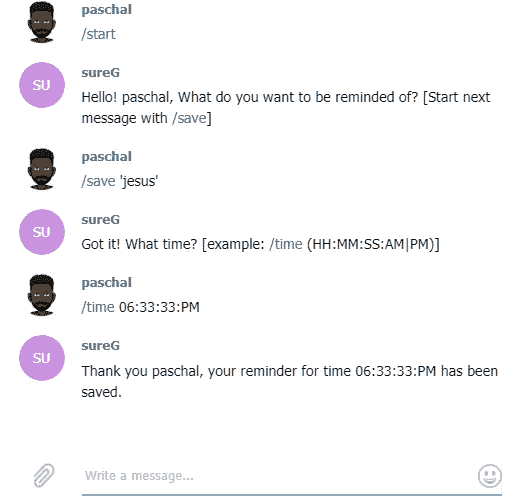 paschal
/start
SU
sureG
Hello! paschal, What do you want to be reminded of? [Start next
message with /save]
paschal
/save 'jesus'
SU
sureG
Got it! What time? [example: /time (HH:MM:SS:AM|PM)]
paschal
/time 06:33:33:PM
SU
sureG
Thank you paschal, your reminder for time 06:33:33:PM has been
saved.
Write a message...